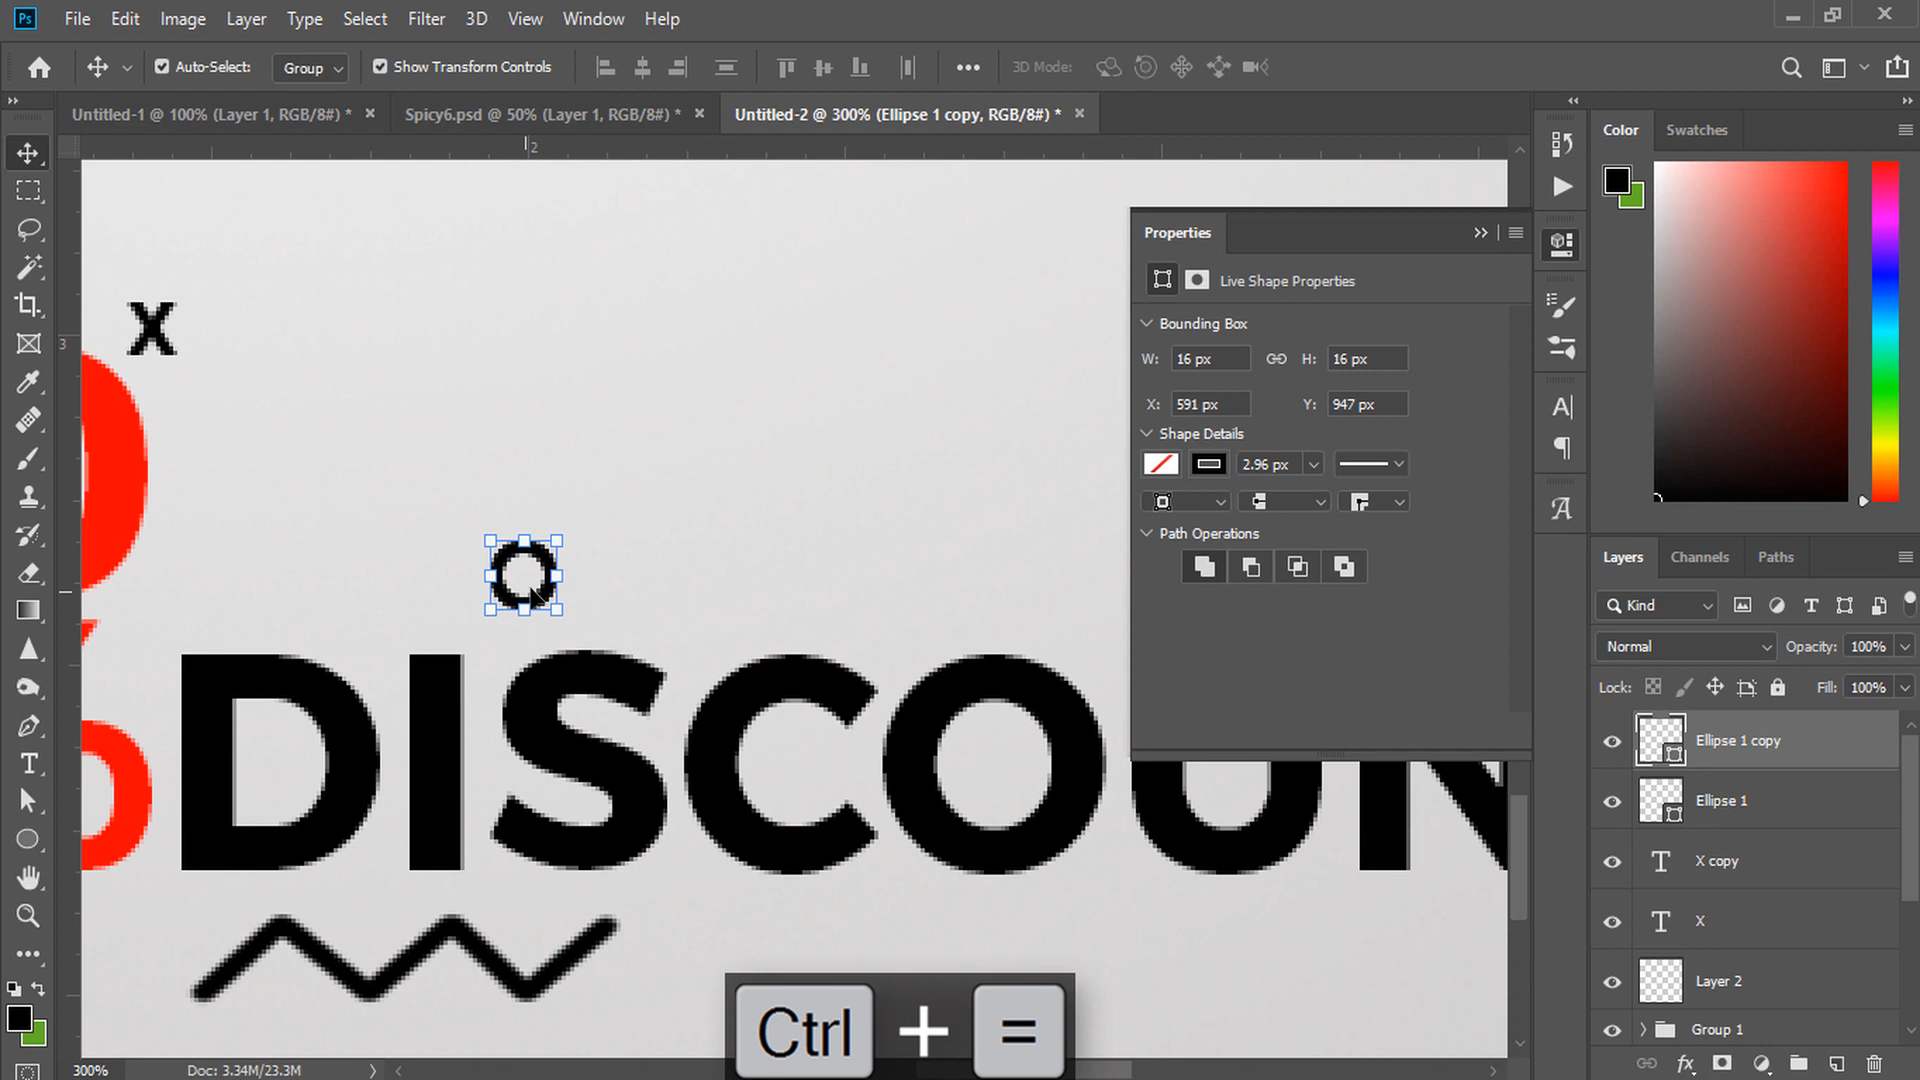 Ps File Edit Image Layer Type Select Filter 3D View Window Help
Auto-Select: Group Show Transform Controls 3D Mode:
Untitled-1 @ 100% (Layer 1, RGB/8#) * Spicy6.psd @ 50% (Layer 1, RGB/8#) * Untitled-2 @ 300% (Ellipse 1 copy, RGB/8#) *
2
3
X
DISCOUN
Properties
Live Shape Properties
Bounding Box
W: 16 px H: 16 px
X: 591 px Y: 947 px
Shape Details
2.96 px
Path Operations
Color Swatches
Layers Channels Paths
Kind
Normal Opacity: 100%
Lock: Fill: 100%
Ellipse 1 copy
Ellipse 1
X copy
X
Layer 2
Group 1
Ctrl + =
300% Doc: 3.34M/23.3M